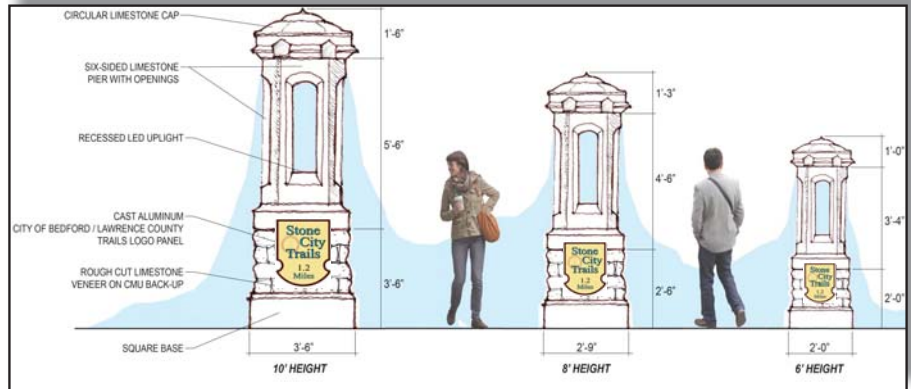 CIRCULAR LIMESTONE CAP
SIX-SIDED LIMESTONE
PIER WITH OPENINGS
RECESSED LED UPLIGHT
CAST ALUMINUM
CITY OF BEDFORD / LAWRENCE COUNTY
TRAILS LOGO PANEL
ROUGH CUT LIMESTONE
VENEER ON CMU BACK-UP
SQUARE BASE
Stone
City
Trails
1.2
Miles
1'-6"
5'-6"
3'-6"
3'-6"
10' HEIGHT
Stone
City
Trails
1.2
Miles
1'-3"
4'-6"
2'-6"
2'-9"
8' HEIGHT
Stone
City
Trails
1.2
Miles
1'-0"
3'-4"
2'-0"
2'-0"
6' HEIGHT